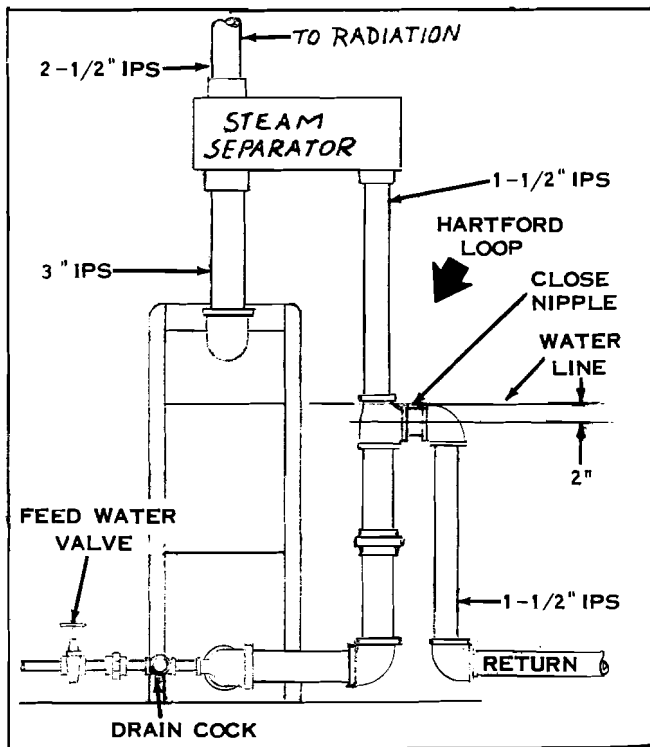 TO RADIATION
2-1/2" IPS
STEAM
SEPARATOR
1-1/2" IPS
HARTFORD
LOOP
3" IPS
CLOSE
NIPPLE
WATER
LINE
2"
FEED WATER
VALVE
1-1/2" IPS
RETURN
DRAIN COCK